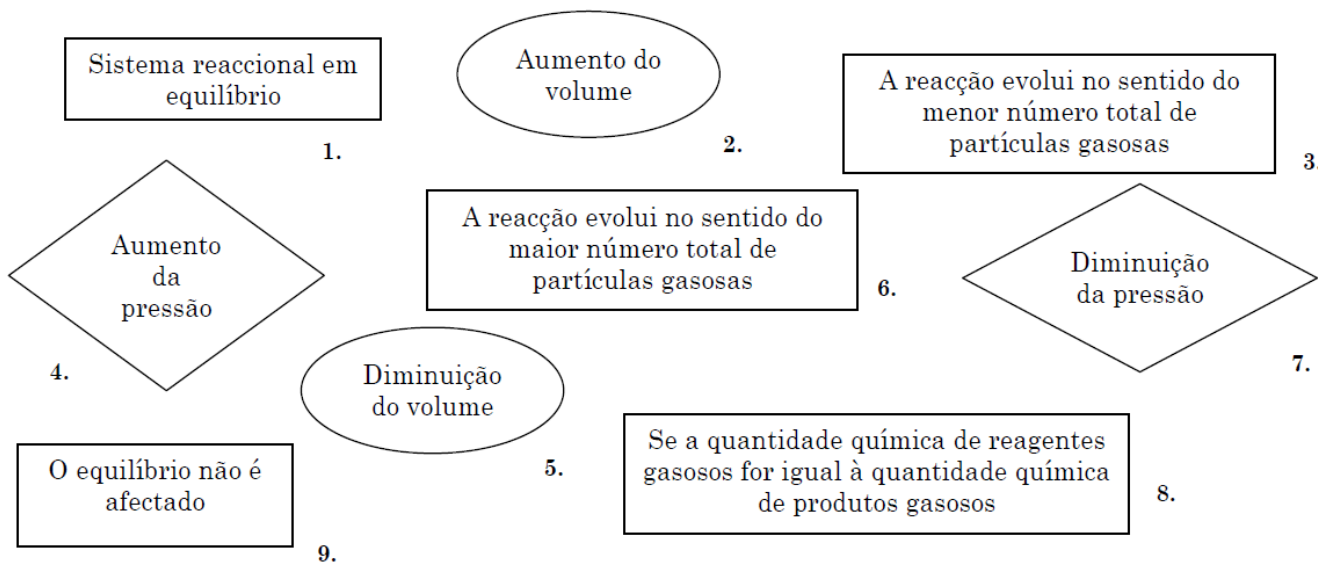 Sistema reaccional em
equilíbrio
1.
Aumento do
volume
2.
A reacção evolui no sentido do
menor número total de
partículas gasosas
3.
Aumento
da
pressão
4.
A reacção evolui no sentido do
maior número total de
partículas gasosas
6.
Diminuição
da pressão
7.
Diminuição
do volume
5.
Se a quantidade química de reagentes
gasosos for igual à quantidade química
de produtos gasosos
8.
O equilíbrio não é
afectado
9.